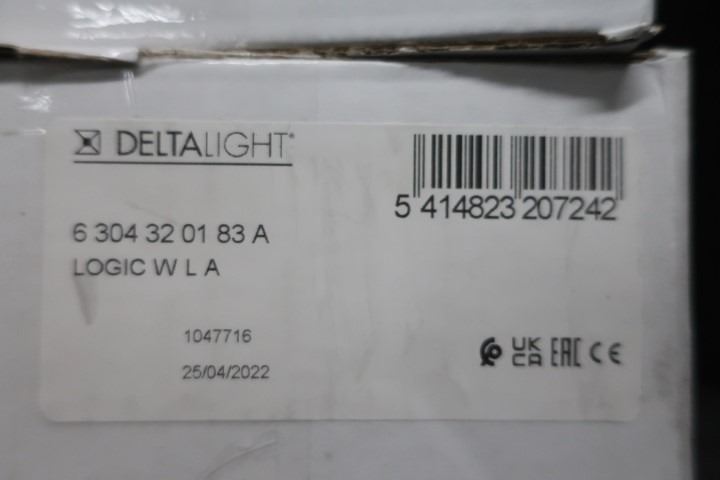 DELTALIGHT®
5 414823 207242
6 304 32 01 83 A
LOGIC W L A
1047716
25/04/2022
UK
CA
EAC CE